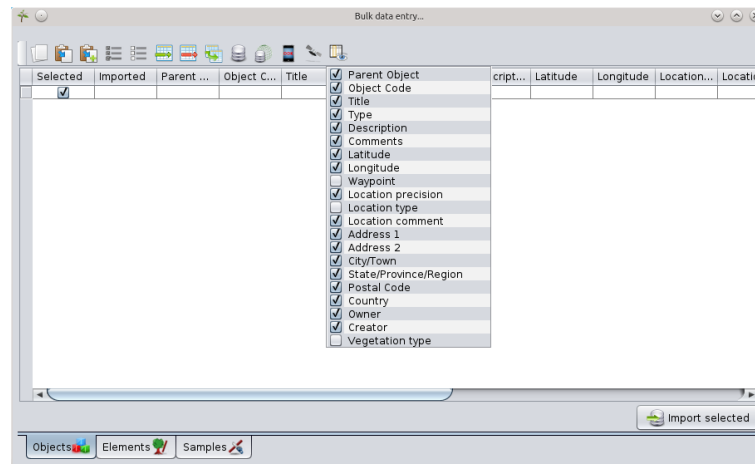 Bulk data entry...
Selected Imported Parent ... Object C... Title cript... Latitude Longitude Location... Locati
Parent Object
Object Code
Title
Type
Description
Comments
Latitude
Longitude
Waypoint
Location precision
Location type
Location comment
Address 1
Address 2
City/Town
State/Province/Region
Postal Code
Country
Owner
Creator
Vegetation type
Import selected
Objects Elements Samples